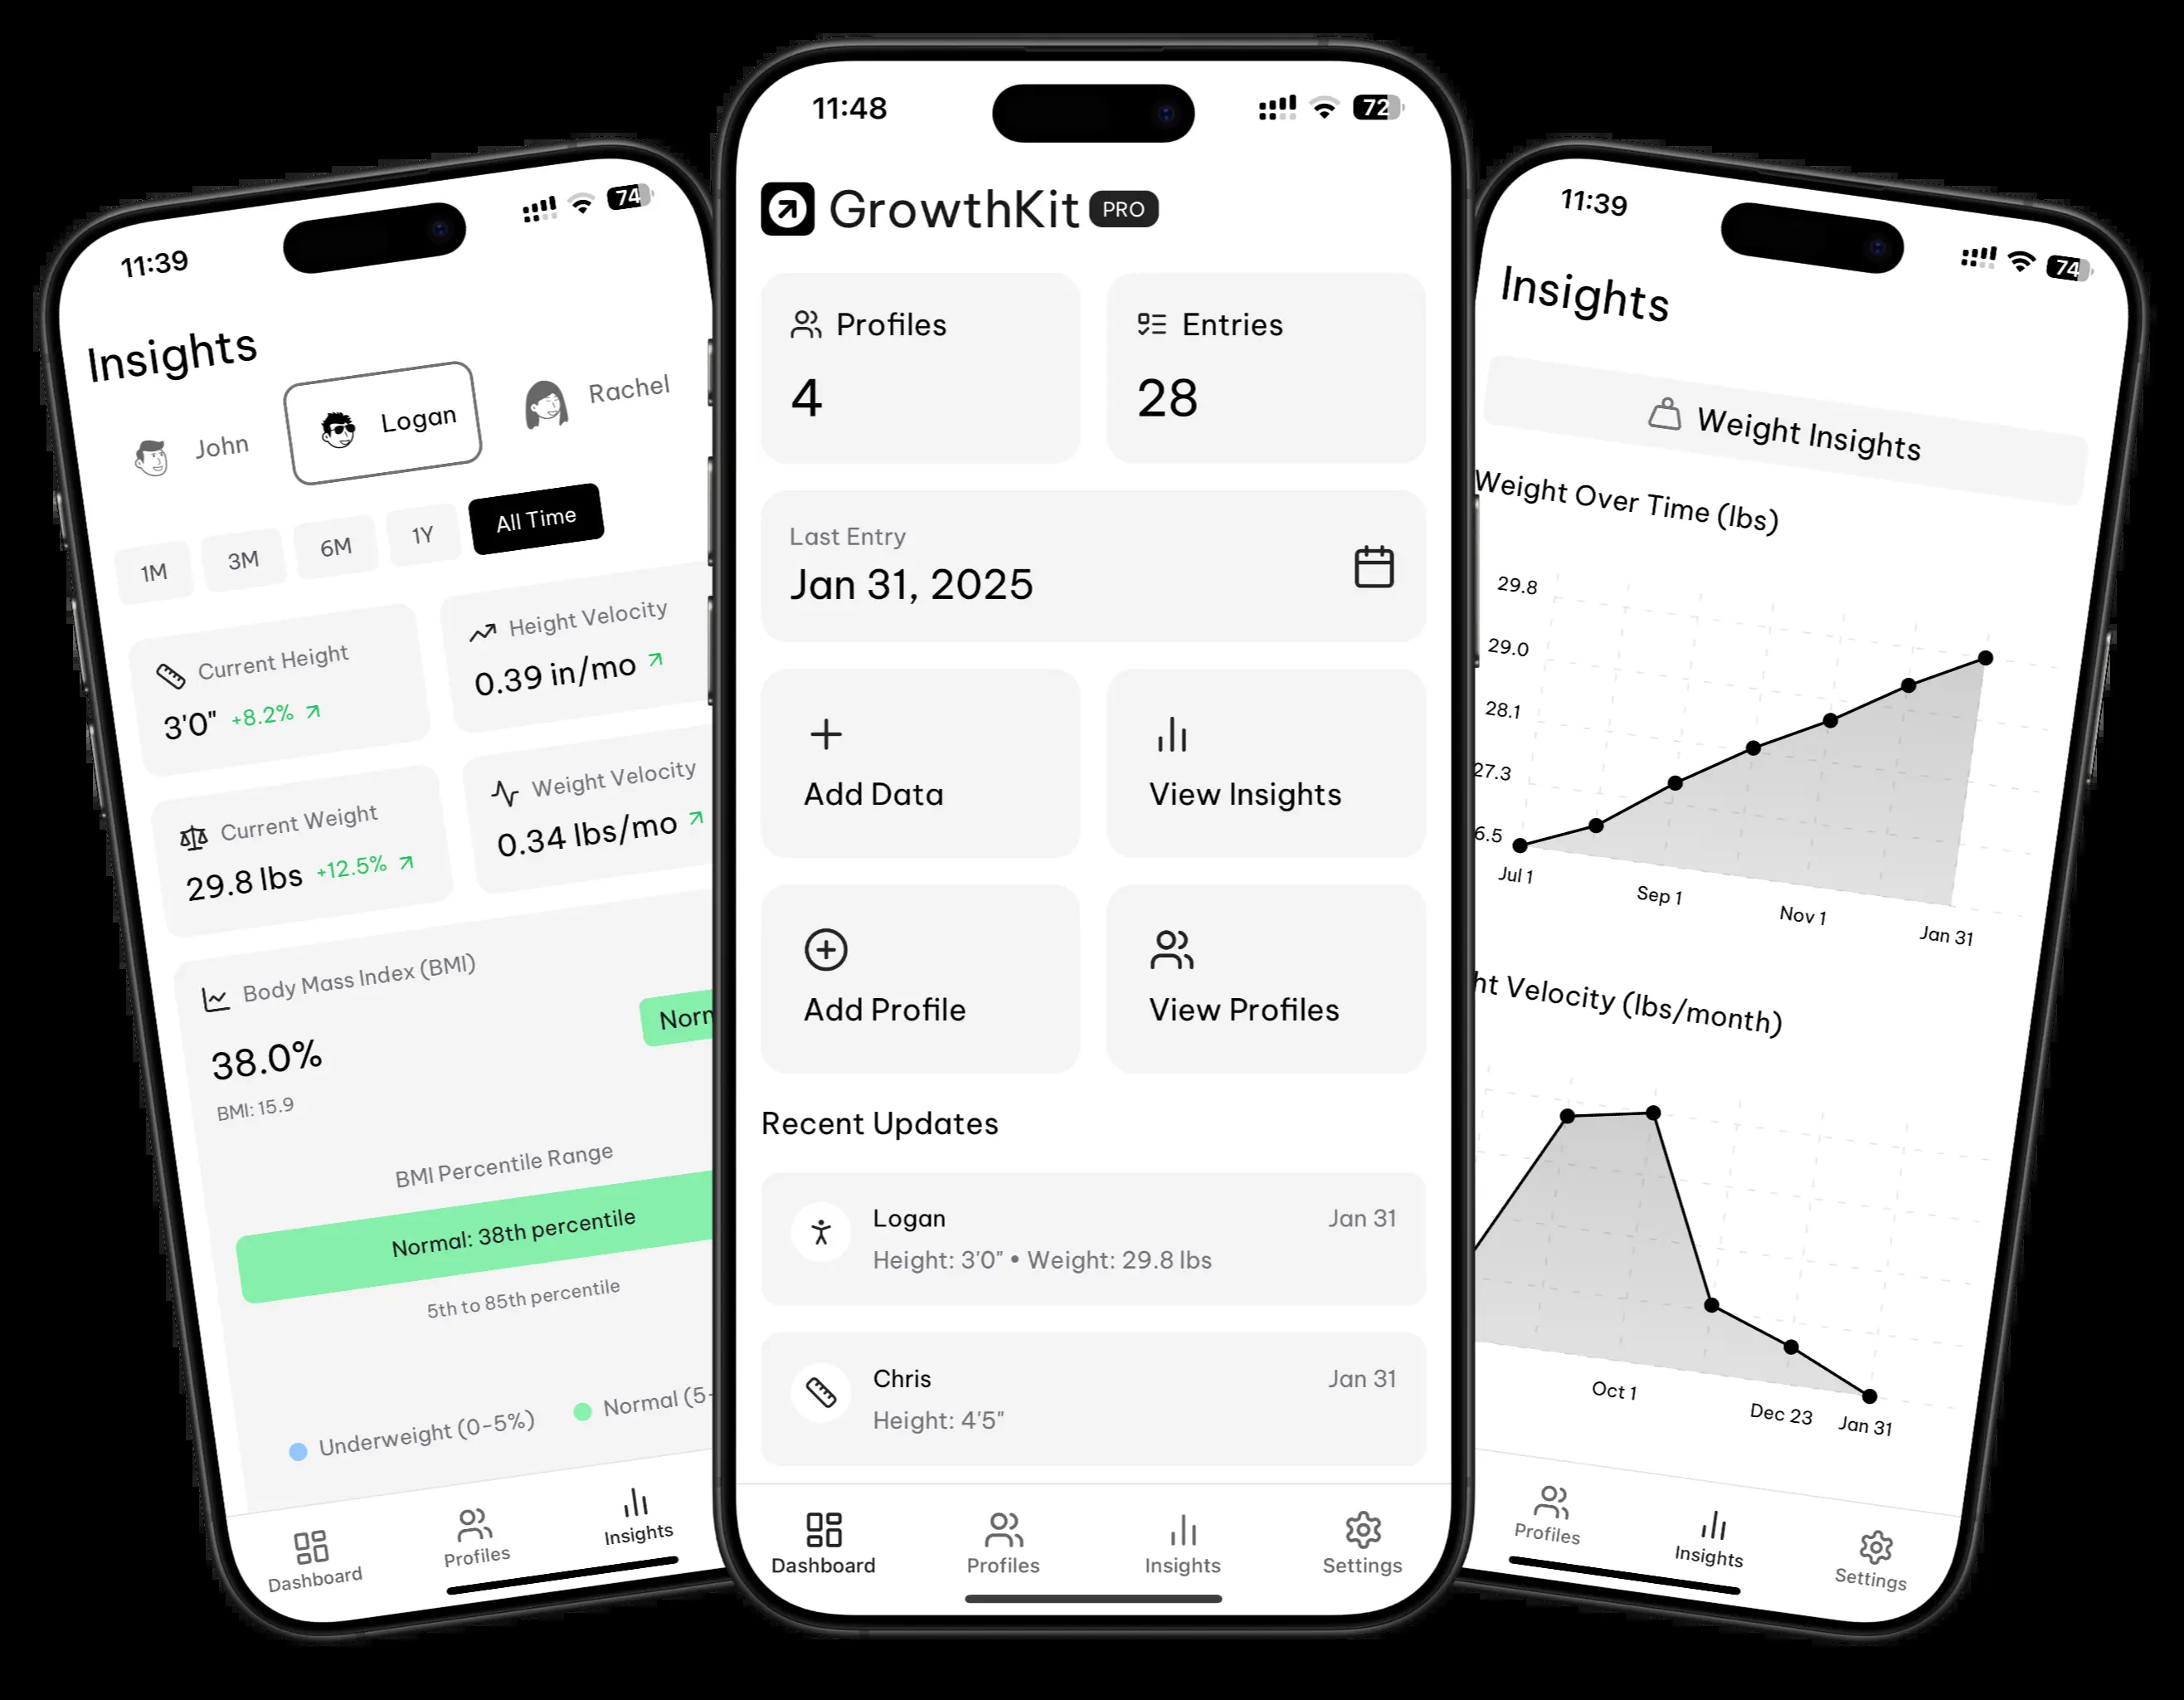 11:39
74
Insights
John
Logan
Rachel
1M
3M
6M
1Y
All Time
Current Height
3'0" +8.2%
Height Velocity
0.39 in/mo
Current Weight
29.8 lbs +12.5%
Weight Velocity
0.34 lbs/mo
Body Mass Index (BMI)
38.0%
Norm
BMI: 15.9
BMI Percentile Range
Normal: 38th percentile
5th to 85th percentile
Underweight (0-5%)
Normal (5-
Dashboard
Profiles
Insights
11:48
72
GrowthKit PRO
Profiles
4
Entries
28
Last Entry
Jan 31, 2025
Add Data
View Insights
Add Profile
View Profiles
Recent Updates
Logan
Jan 31
Height: 3'0" • Weight: 29.8 lbs
Chris
Jan 31
Height: 4'5"
Dashboard
Profiles
Insights
Settings
11:39
74
Insights
Weight Insights
Weight Over Time (lbs)
29.8
29.0
28.1
27.3
6.5
Jul 1
Sep 1
Nov 1
Jan 31
ht Velocity (lbs/month)
Oct 1
Dec 23
Jan 31
Profiles
Insights
Settings